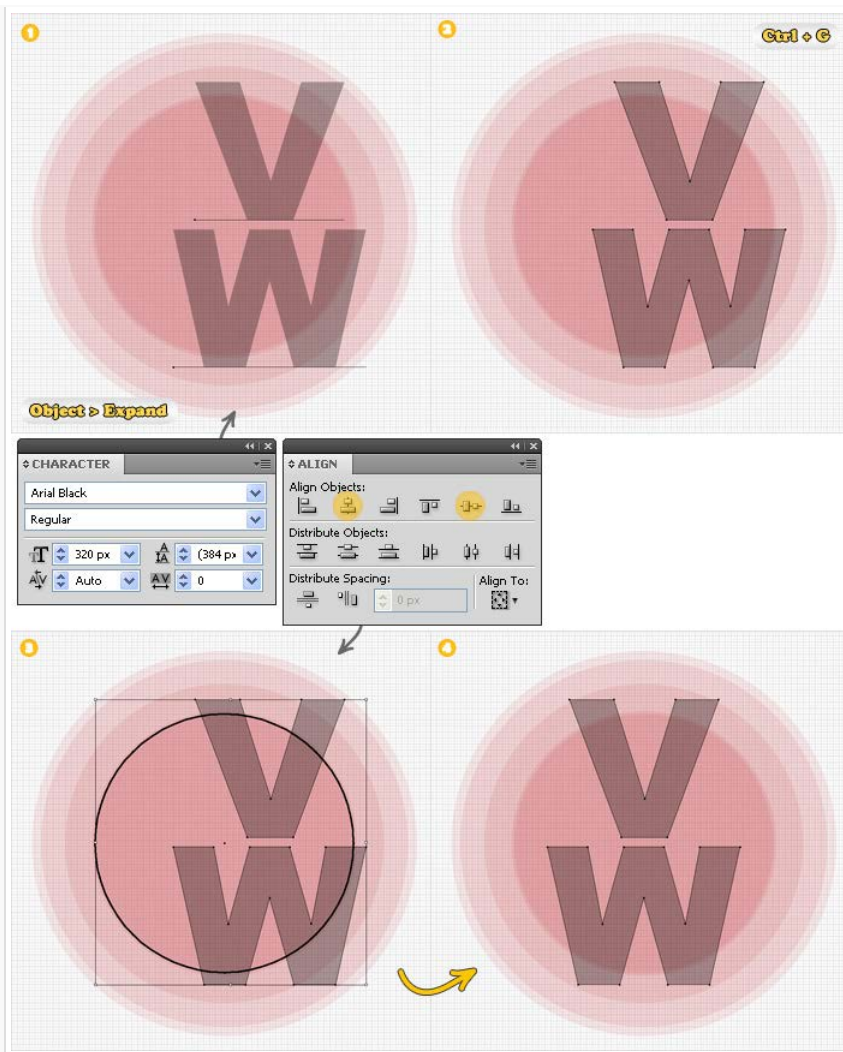 1
2
Ctrl + G
V
V
W
W
Object > Expand
CHARACTER
ALIGN
Arial Black
Regular
320 px
(384 px
Auto
0
Align Objects:
Distribute Objects:
Distribute Spacing:
Align To:
0 px
3
4
V
V
W
W